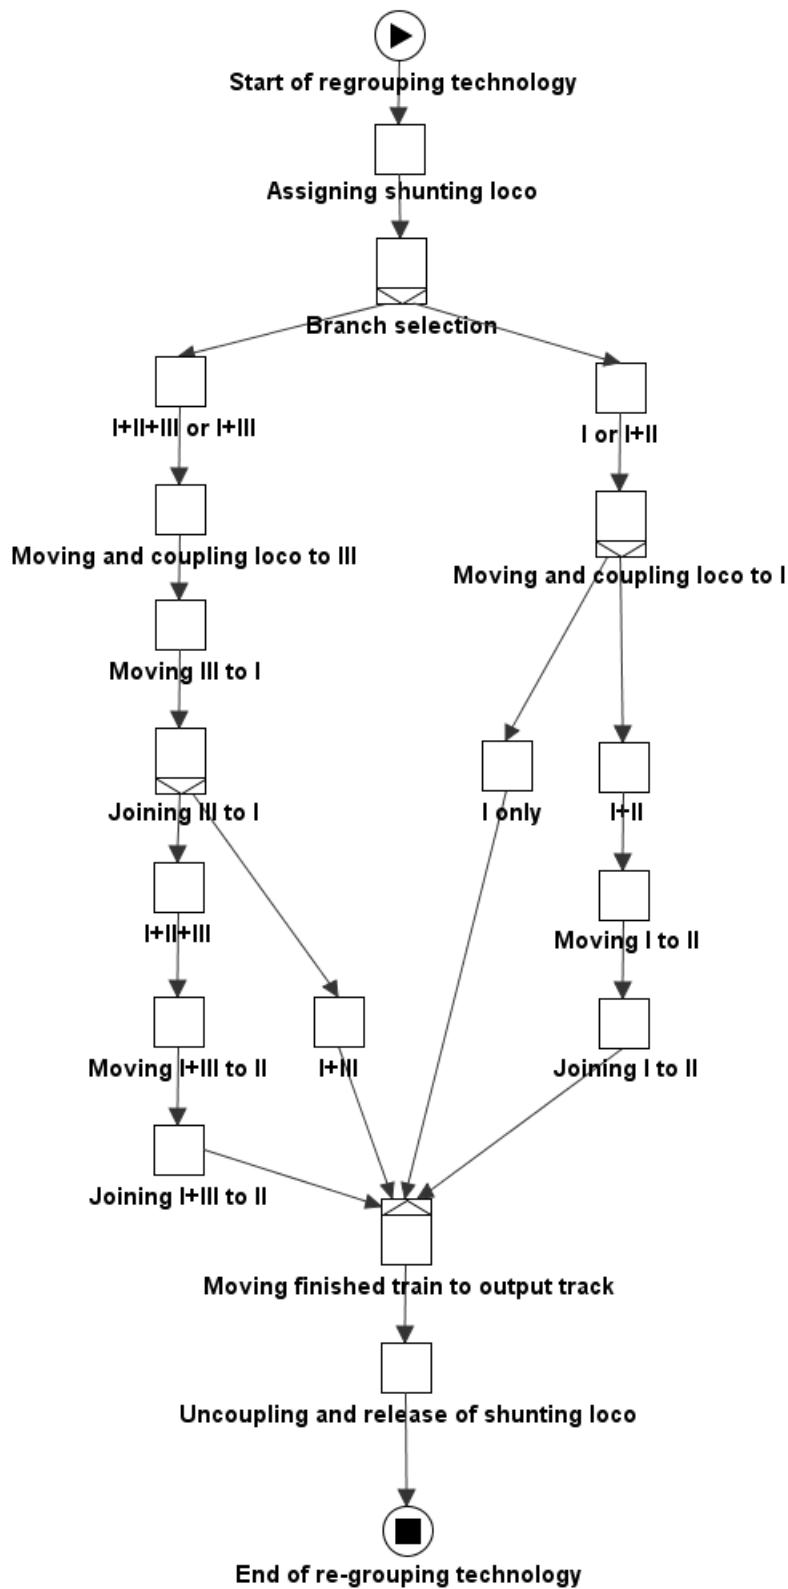 Start of regrouping technology
Assigning shunting loco
Branch selection
I+II+III or I+III
I or I+II
Moving and coupling loco to III
Moving and coupling loco to I
Moving III to I
Joining III to I
I only
I+II
I+II+III
Moving I to II
Moving I+III to II
I+III
Joining I to II
Joining I+III to II
Moving finished train to output track
Uncoupling and release of shunting loco
End of re-grouping technology